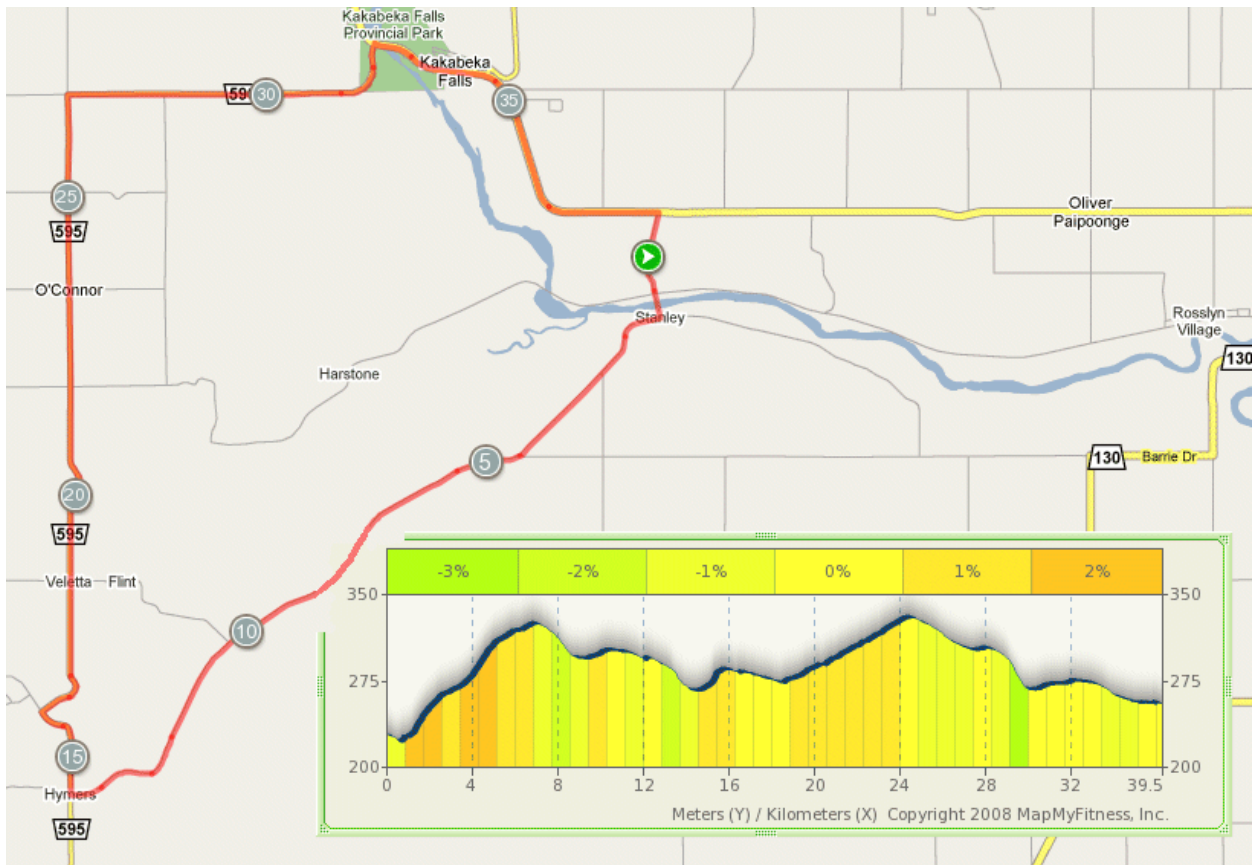 Kakabeka Falls
Provincial Park
Kakabeka
Falls
35
30
25
595
Oliver
Paipoonge
O'Connor
Stanley
Rosslyn
Village
130
Harstone
5
130
Barrie Dr
20
595
Veletta
Flint
10
15
Hymers
595
-3% -2% -1% 0% 1% 2%
350 350
275 275
200 200
0 4 8 12 16 20 24 28 32 39.5
Meters (Y) / Kilometers (X) Copyright 2008 MapMyFitness, Inc.